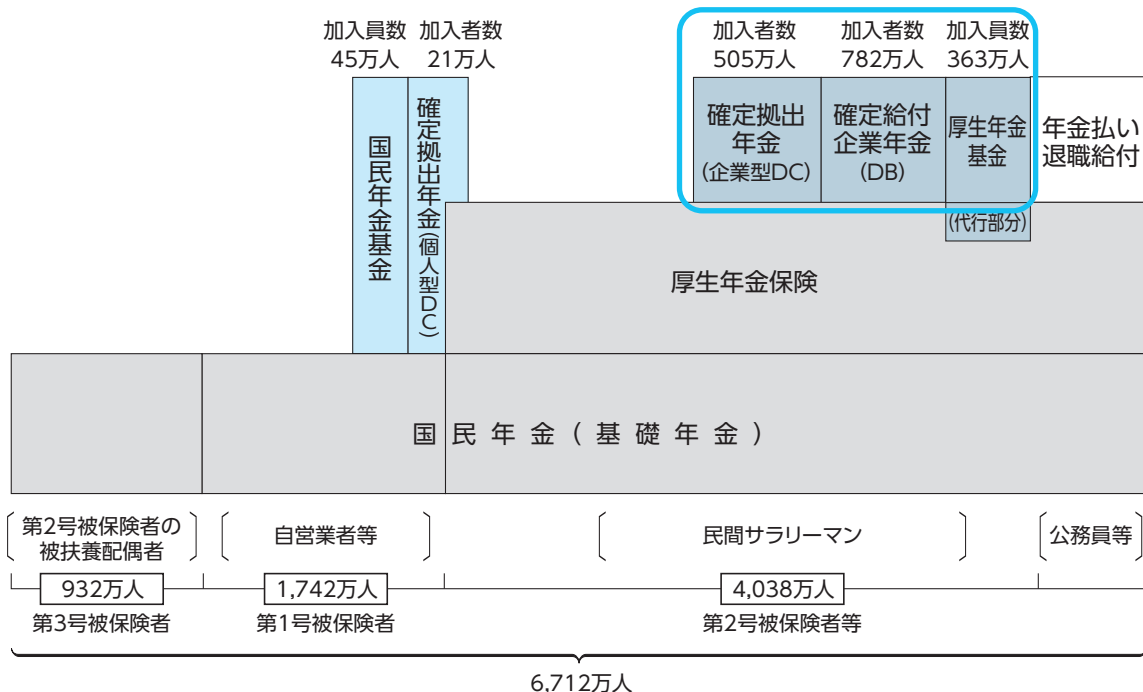 加入員数
45万人
加入者数
21万人
加入者数
505万人
加入者数
782万人
加入員数
363万人
国民年金基金
確定拠出年金(個人型DC)
確定拠出
年金
(企業型DC)
確定給付
企業年金
(DB)
厚生年金
基金
年金払い
退職給付
(代行部分)
厚生年金保険
国民年金(基礎年金)
第2号被保険者の
被扶養配偶者
自営業者等
民間サラリーマン
公務員等
932万人
1,742万人
4,038万人
第3号被保険者
第1号被保険者
第2号被保険者等
6,712万人